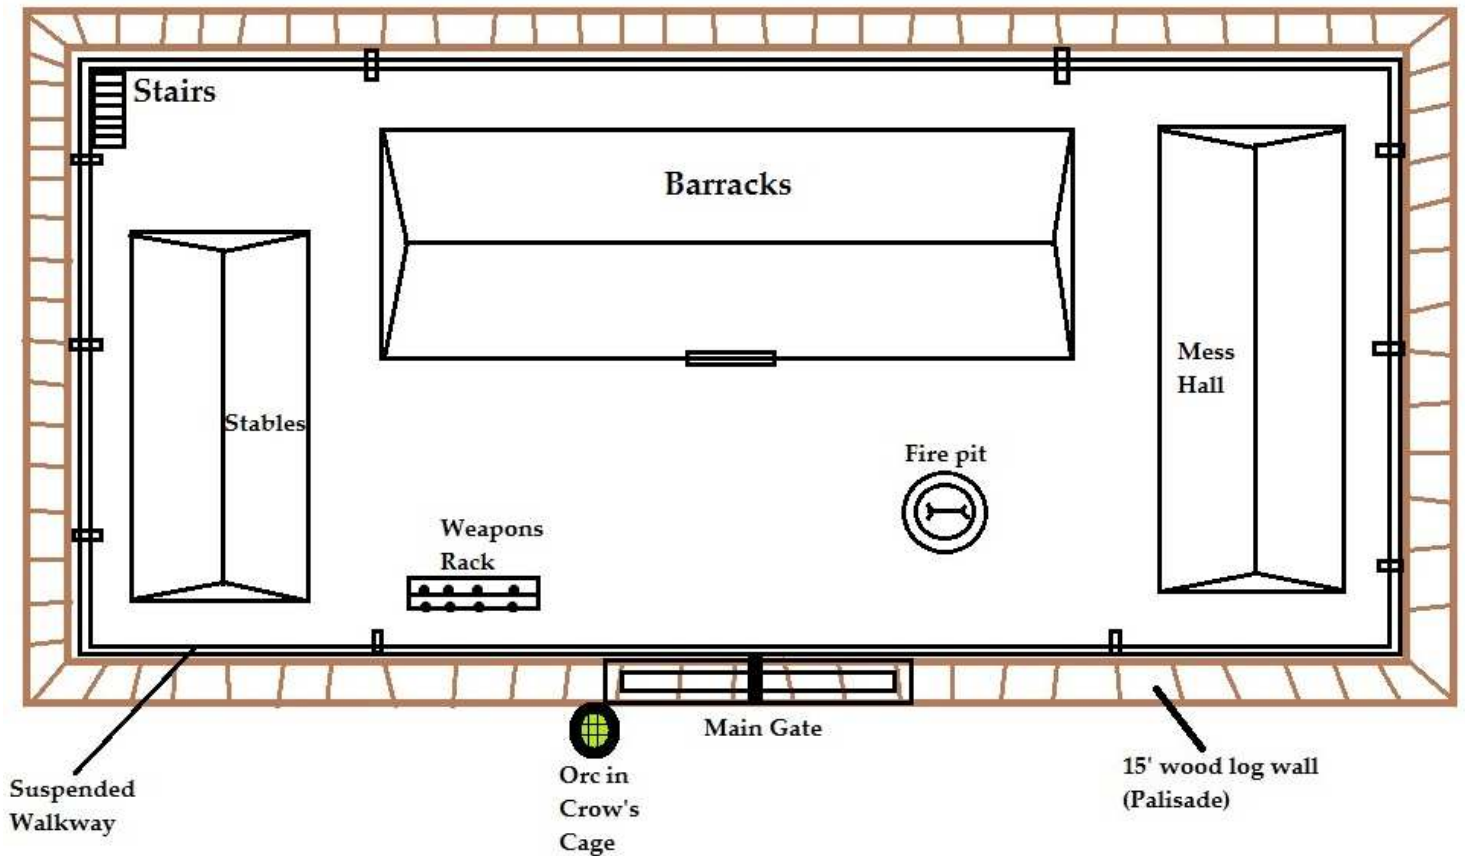 Stairs
Barracks
Mess
Hall
Stables
Fire pit
Weapons
Rack
Main Gate
Suspended
Walkway
Orc in
Crow's
Cage
15' wood log wall
(Palisade)